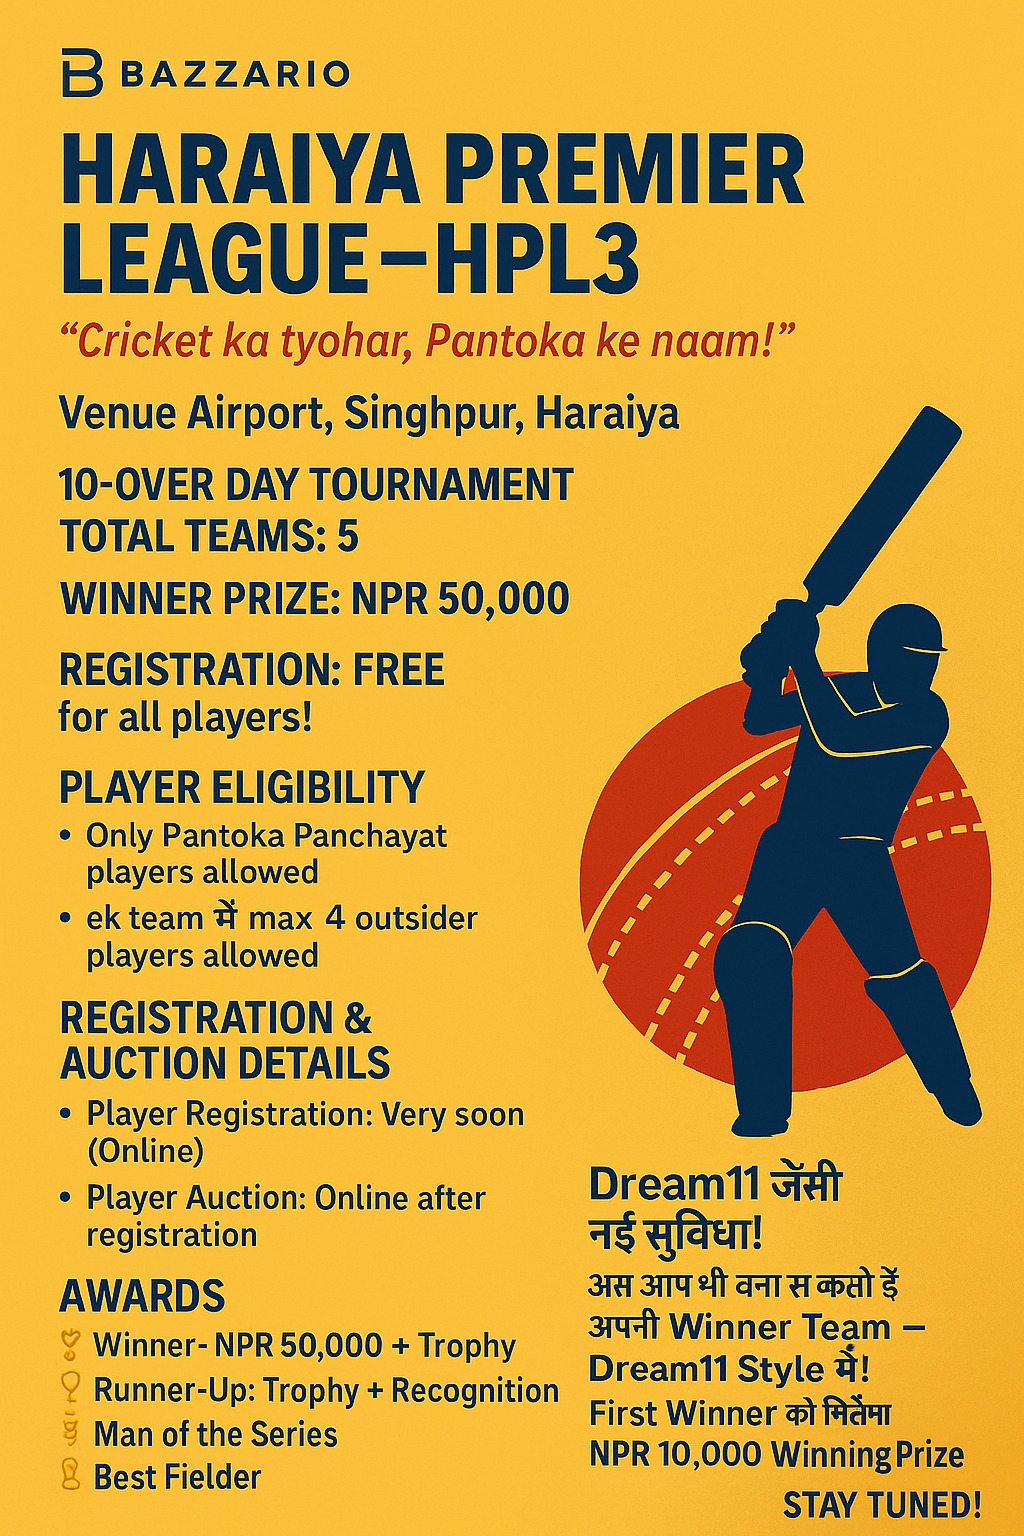 BAZZARIO
HARAIYA PREMIER
LEAGUE–HPL3
“Cricket ka tyohar, Pantoka ke naam!”
Venue Airport, Singhpur, Haraiya
10-OVER DAY TOURNAMENT
TOTAL TEAMS: 5
WINNER PRIZE: NPR 50,000
REGISTRATION: FREE
for all players!
PLAYER ELIGIBILITY
• Only Pantoka Panchayat
players allowed
• ek team में max 4 outsider
players allowed
REGISTRATION &
AUCTION DETAILS
• Player Registration: Very soon
(Online)
• Player Auction: Online after
registration
AWARDS
Winner- NPR 50,000 + Trophy
Runner-Up: Trophy + Recognition
Man of the Series
Best Fielder
Dream11
नई सुविधा!
आप भी वना
अपनी Winner Team –
Dream11 Style में!
First Winner को
NPR 10,000 Winning Prize
STAY TUNED!